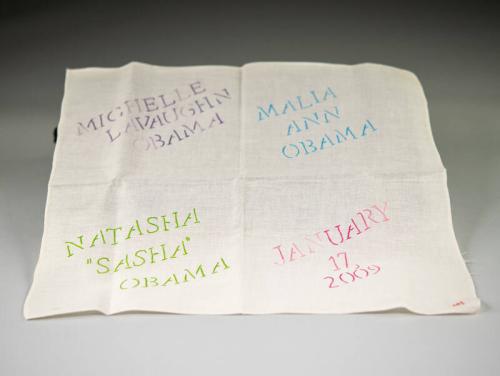 MICHELLE
LAVAUGHN
OBAMA
MALIA
ANN
OBAMA
NATASHA
"SASHA"
OBAMA
JANUARY
17,
2009